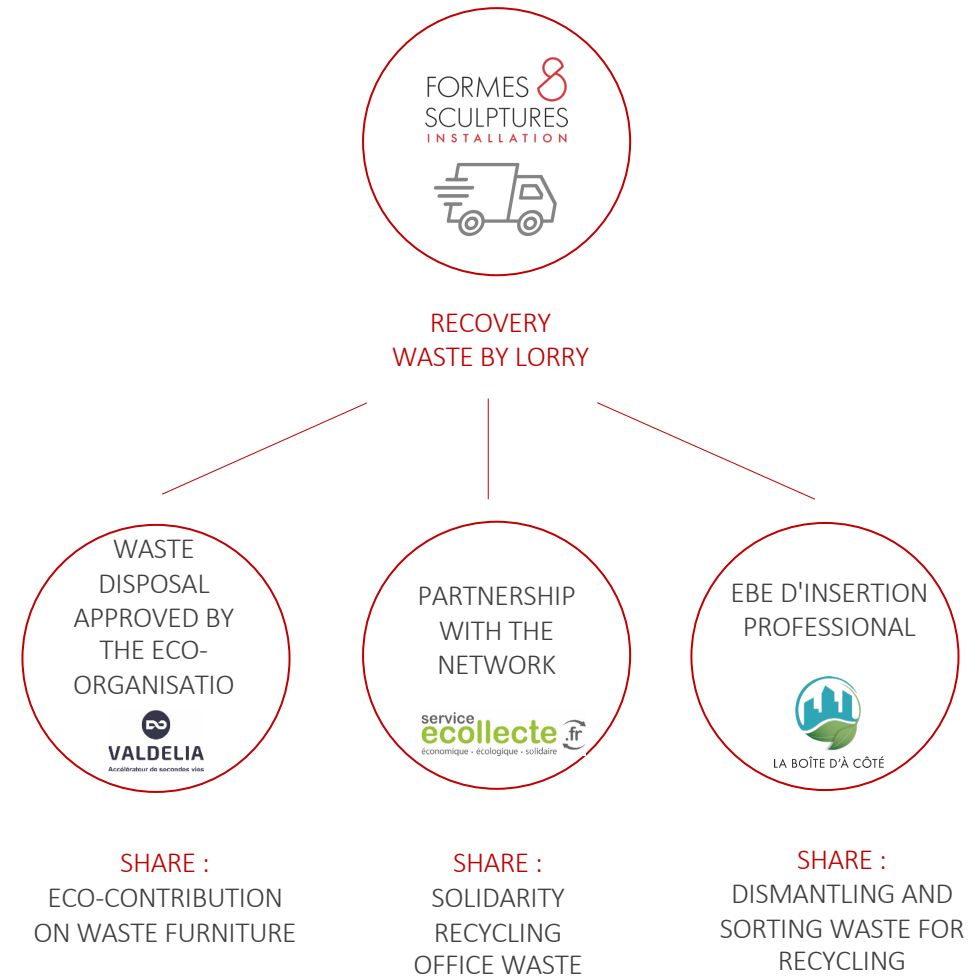 FORMES
SCULPTURES
INSTALLATION
RECOVERY
WASTE BY LORRY
WASTE
DISPOSAL
APPROVED BY
THE ECO-
ORGANISATIO
VALDELIA
Accélérateur de secondes vies
PARTNERSHIP
WITH THE
NETWORK
service
ecollecte.fr
économique • écologique • solidaire
EBE D'INSERTION
PROFESSIONAL
LA BOÎTE D'À CÔTÉ
SHARE :
ECO-CONTRIBUTION
ON WASTE FURNITURE
SHARE :
SOLIDARITY
RECYCLING
OFFICE WASTE
SHARE :
DISMANTLING AND
SORTING WASTE FOR
RECYCLING